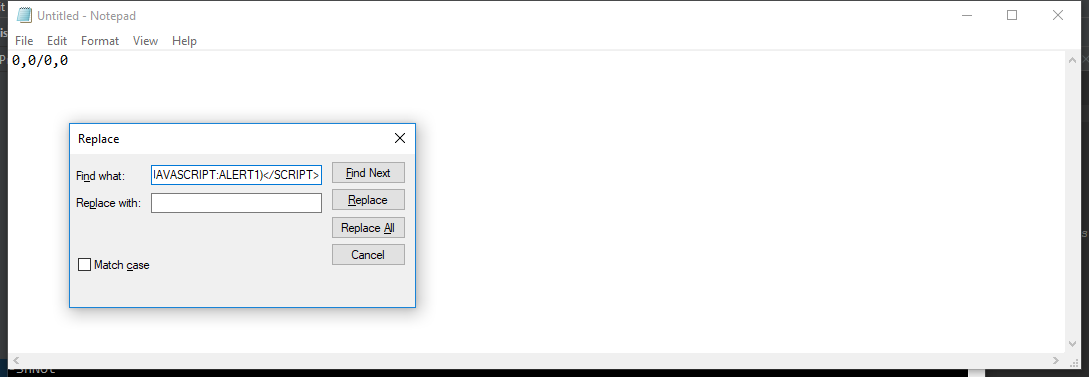 Untitled - Notepad
File Edit Format View Help
0,0/0,0
Replace
Find what: JAVASCRIPT:ALERT1)</SCRIPT> Find Next
Replace with: Replace
Replace All
Cancel
Match case